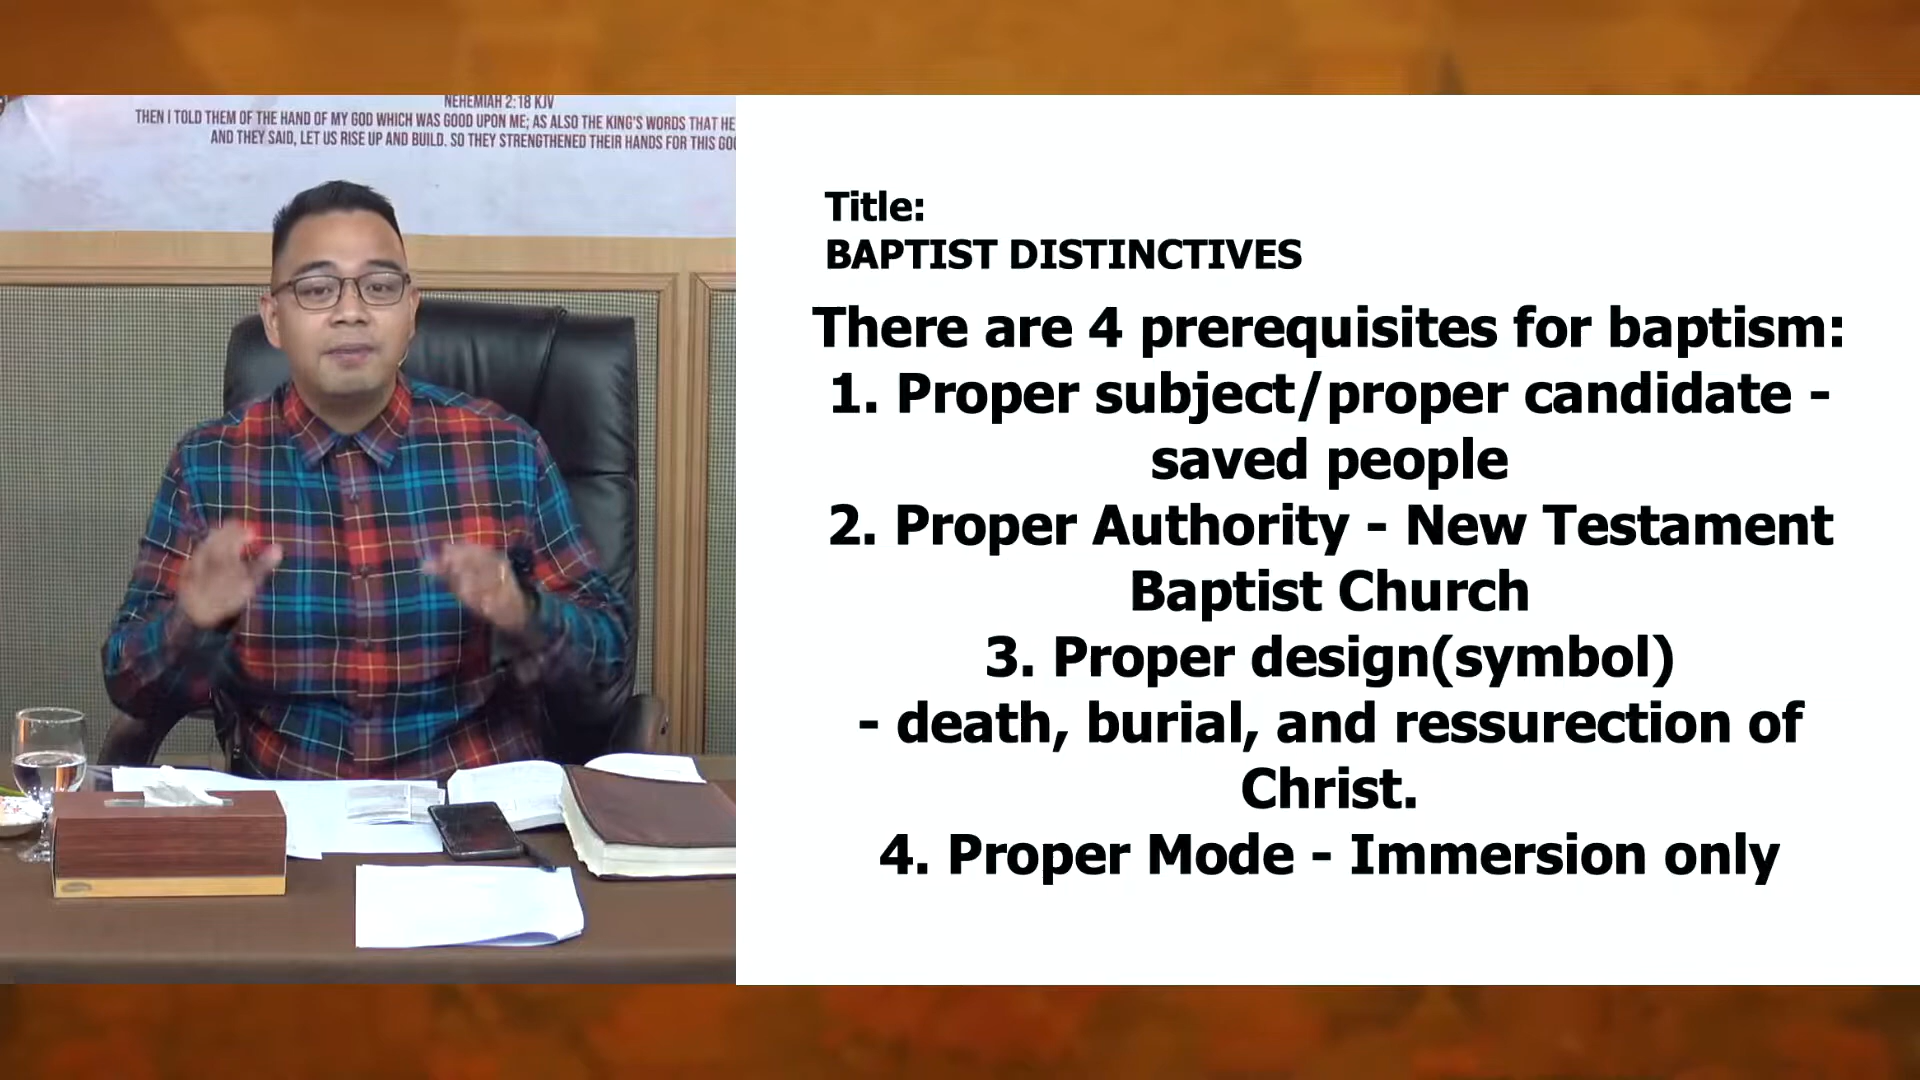 NEHEMIAH 2:18 KJV
THEN I TOLD THEM OF THE HAND OF MY GOD WHICH WAS GOOD UPON ME; AS ALSO THE KING'S WORDS THAT HE
AND THEY SAID, LET US RISE UP AND BUILD. SO THEY STRENGTHENED THEIR HANDS FOR THIS
Title:
BAPTIST DISTINCTIVES
There are 4 prerequisites for baptism:
1. Proper subject/proper candidate -
saved people
2. Proper Authority - New Testament
Baptist Church
3. Proper design(symbol)
- death, burial, and ressurection of
Christ.
4. Proper Mode - Immersion only